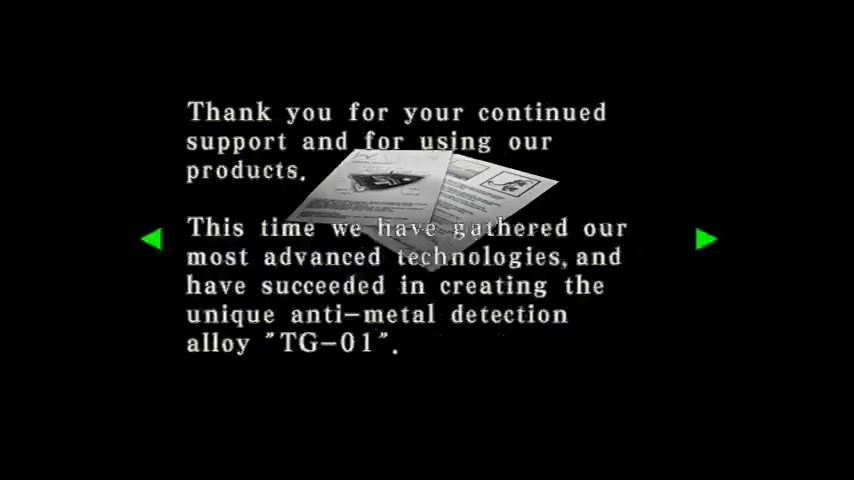 Thank you for your continued
support and for using our
products.
This time we have gathered our
most advanced technologies, and
have succeeded in creating the
unique anti-metal detection
alloy "TG-01".